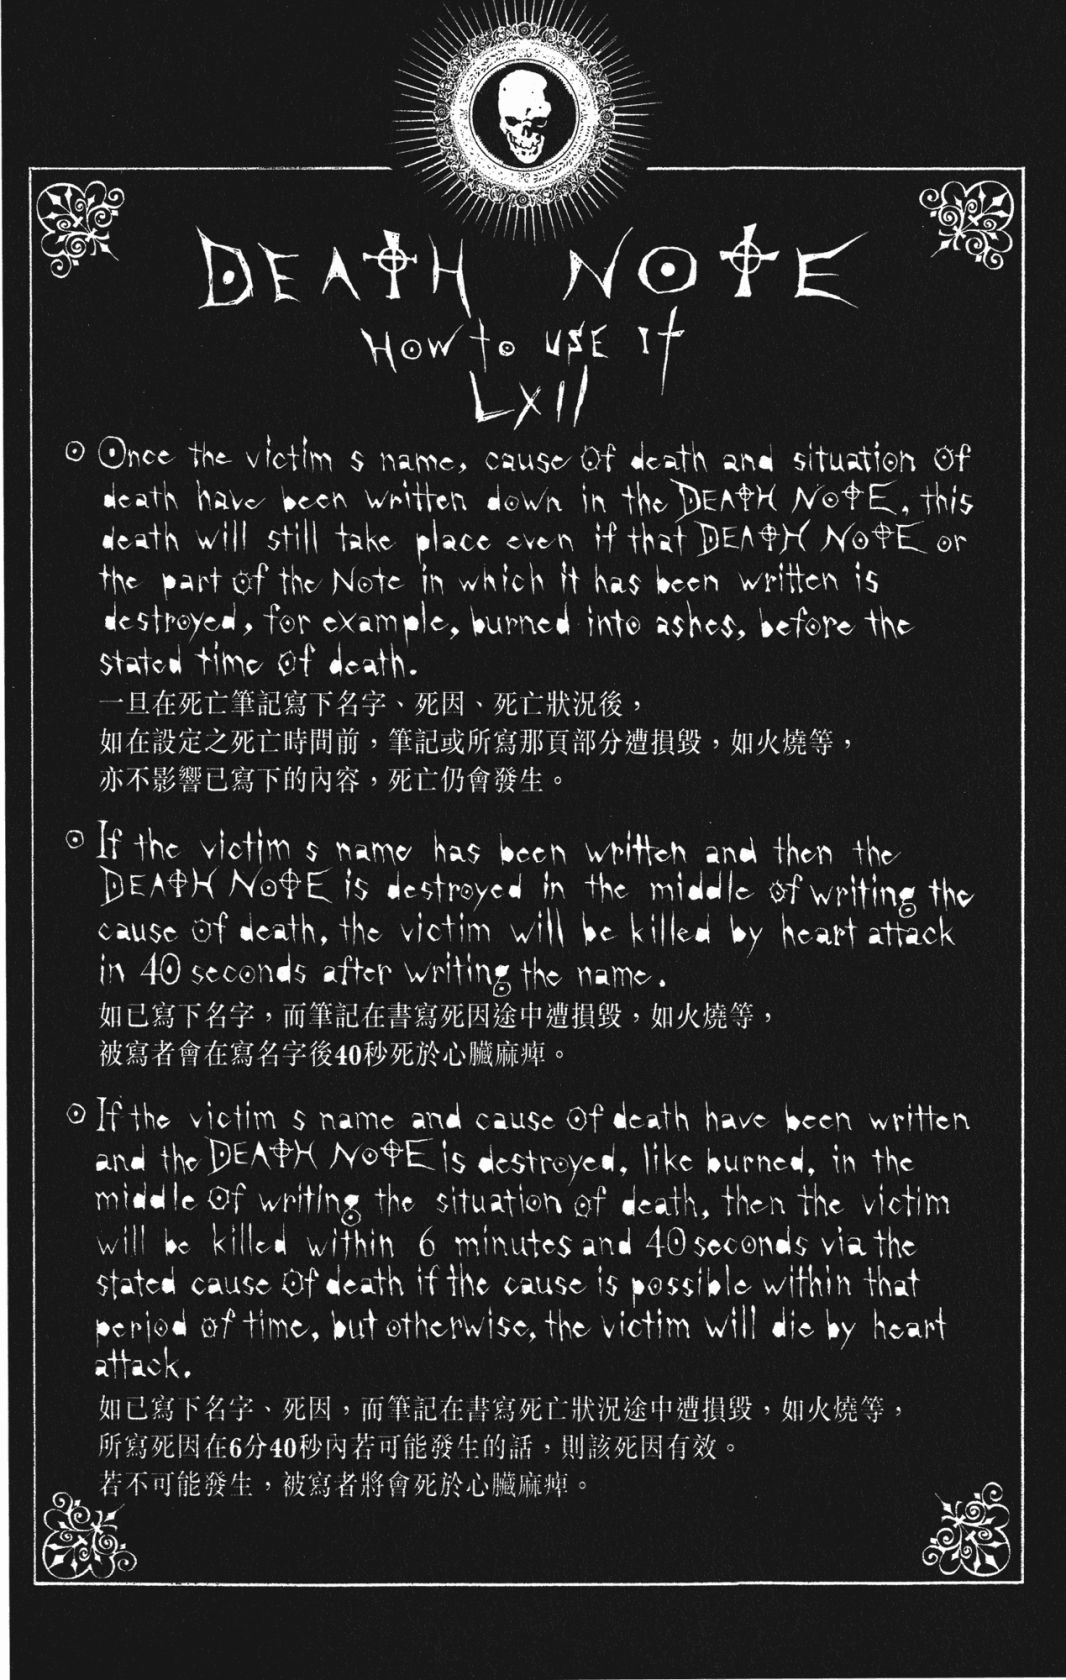 DEATH NOTE
HOW to USE It
LXII
Once the victim s name, cause of death and situation of
death have been written down in the DEATH NOTE, this
death will still take place even if that DEATH NOTE or
the part of the Note in which it has been written is
destroyed, for example, burned into ashes, before the
stated time of death.
一旦在死亡筆記寫下名字、死因、死亡狀況後，
如在設定之死亡時間前，筆記或所寫那頁部分遭損毀，如火燒等，
亦不影響已寫下的內容，死亡仍會發生。
If the victim s name has been written and then the
DEATH NOTE is destroyed in the middle of writing the
cause of death, the victim will be killed by heart attack
in 40 seconds after writing the name.
如已寫下名字，而筆記在書寫死因途中遭損毀，如火燒等，
被寫者會在寫名字後40秒死於心臟麻痺。
If the victim s name and cause of death have been written
and the DEATH NOTE is destroyed, like burned, in the
middle of writing the situation of death, then the victim
will be killed within 6 minutes and 40 seconds via the
stated cause of death if the cause is possible within that
period of time, but otherwise, the victim will die by heart
attack.
如已寫下名字、死因，而筆記在書寫死亡狀況途中遭損毀，如火燒等，
所寫死因在6分40秒內若可能發生的話，則該死因有效。
若不可能發生，被寫者將會死於心臟麻痺。